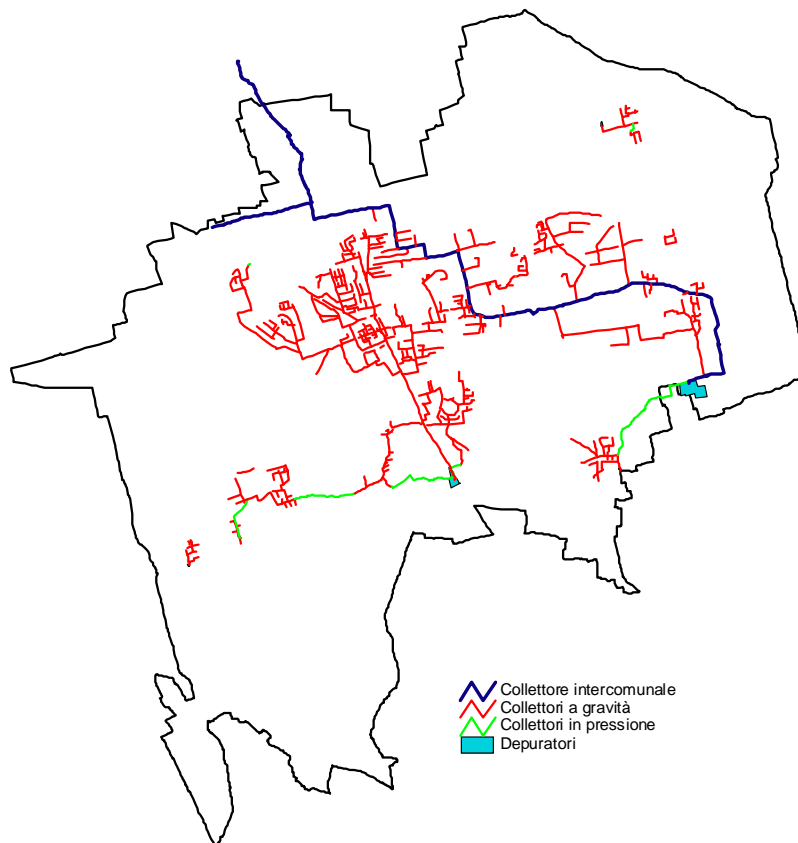 Collettore intercomunale
Collettori a gravità
Collettori in pressione
Depuratori